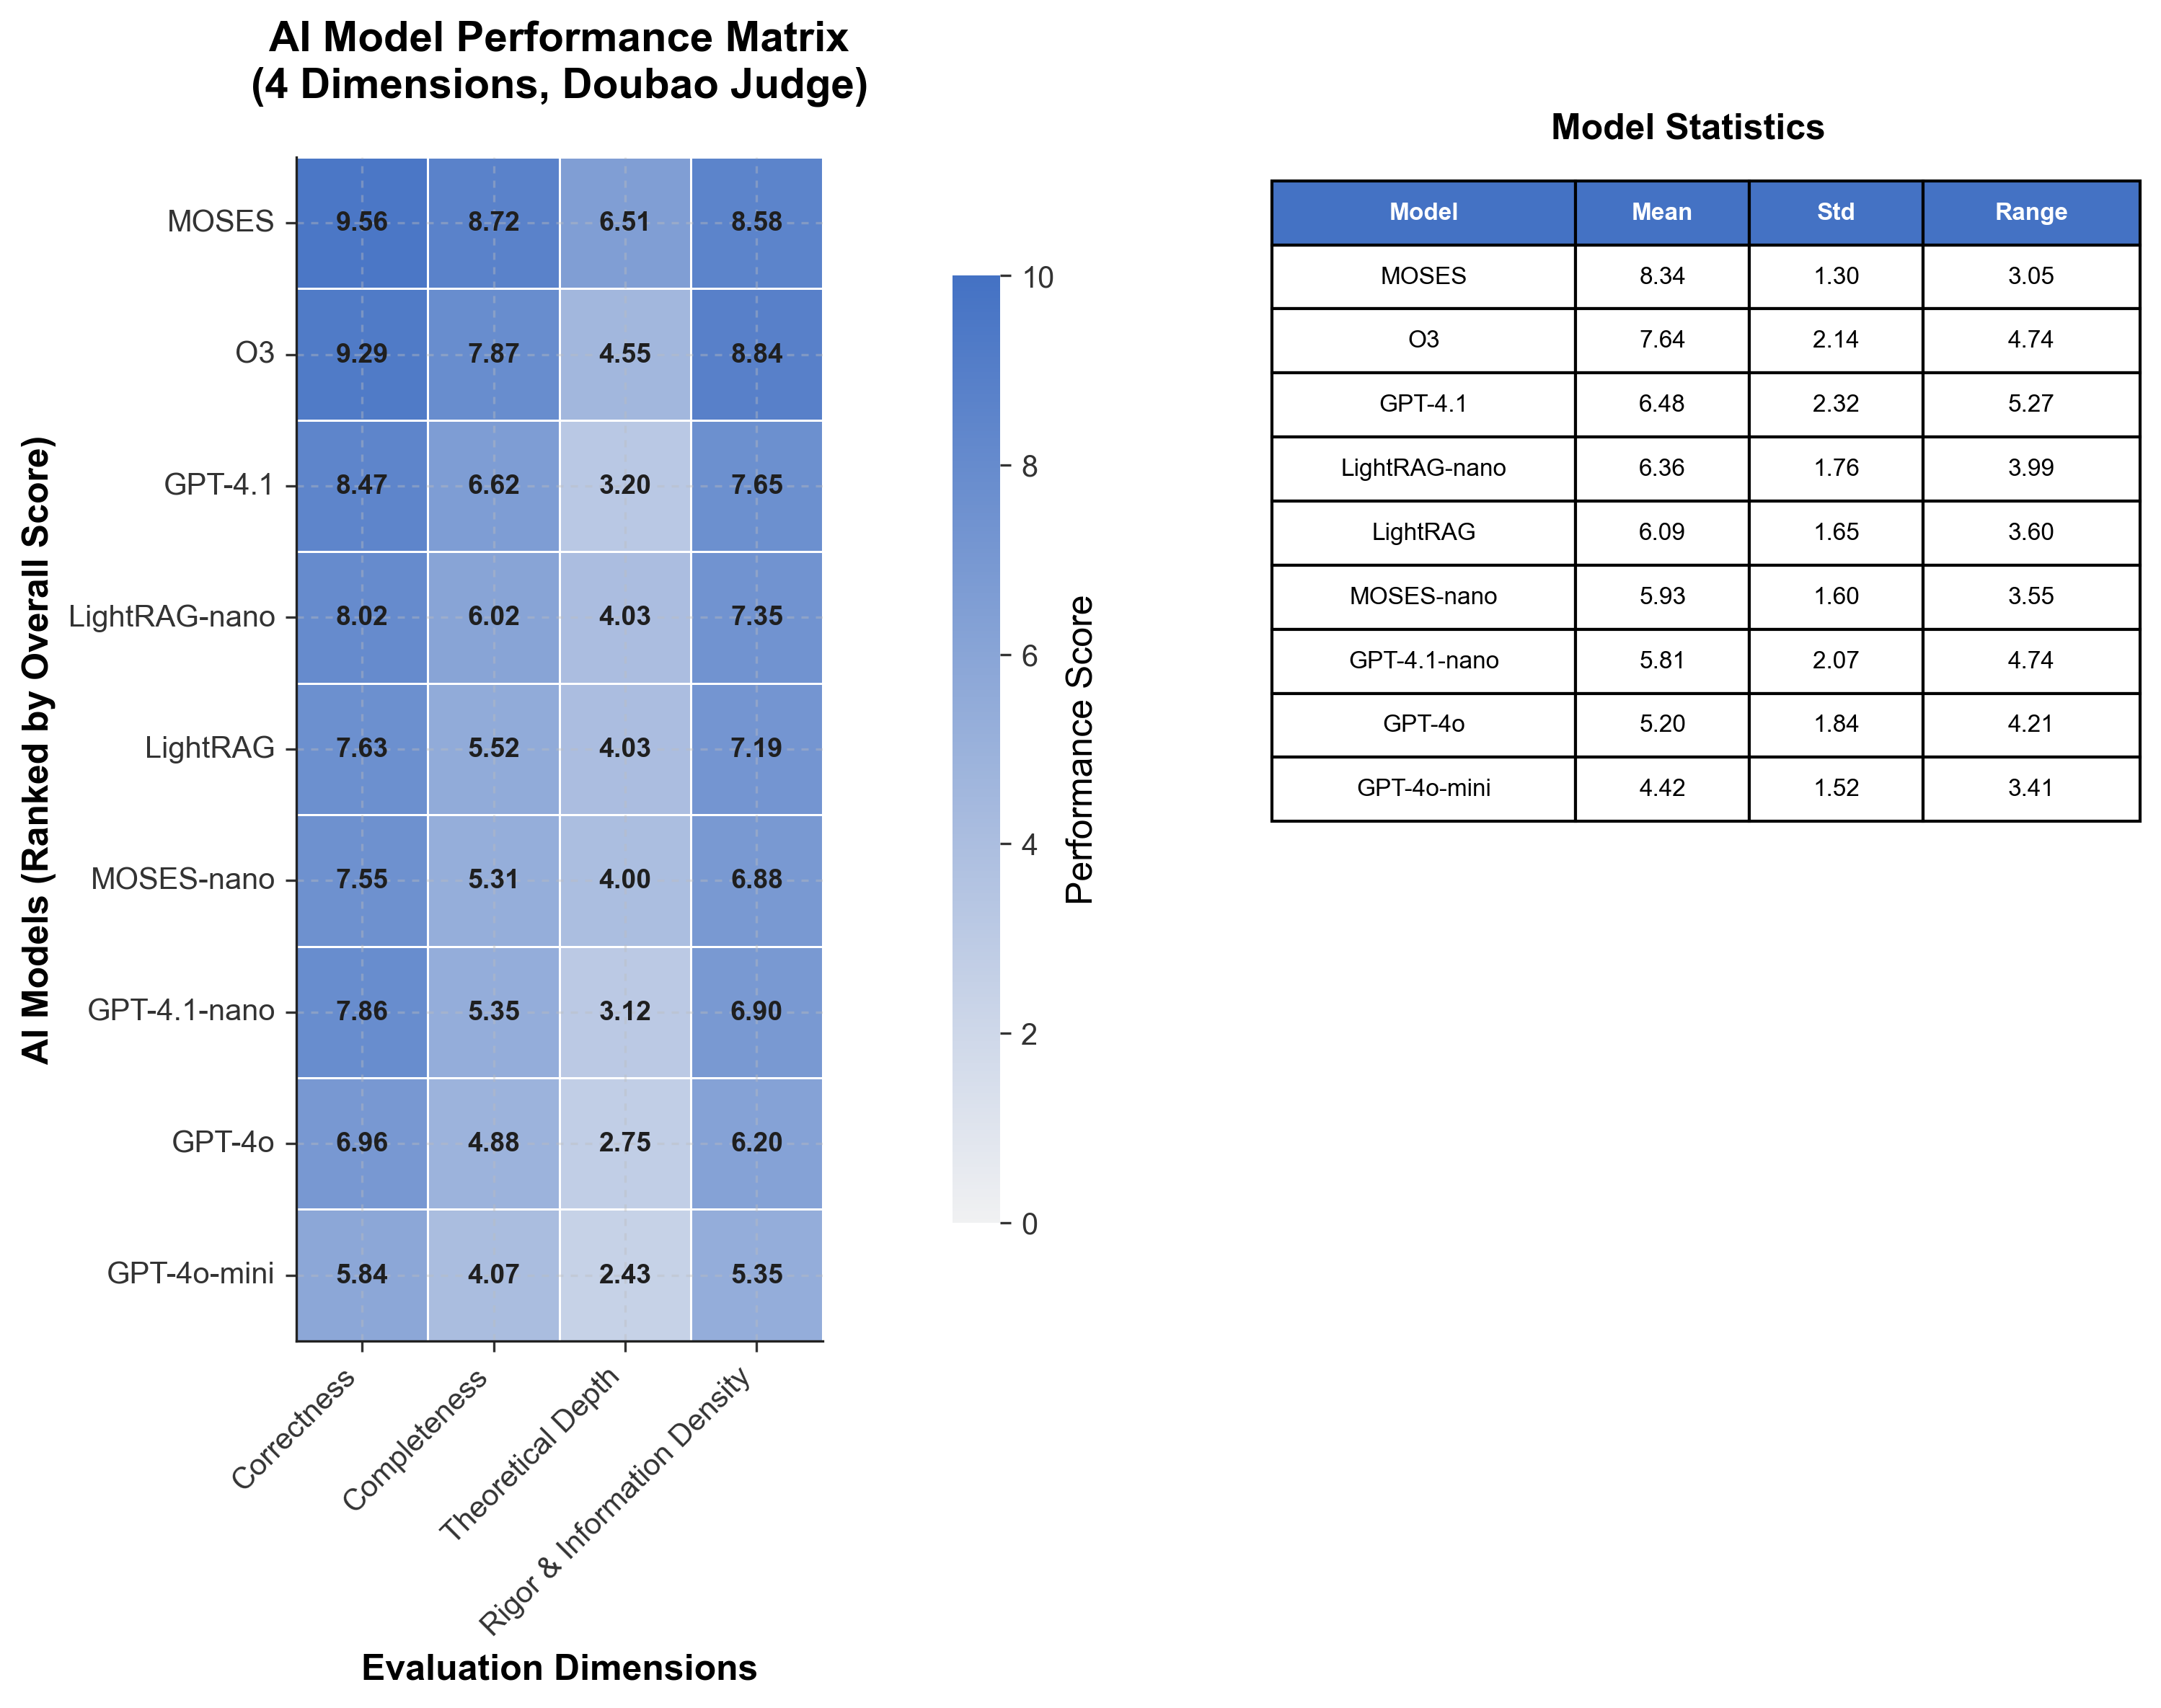 AI Model Performance Matrix
(4 Dimensions, Doubao Judge)
AI Models (Ranked by Overall Score)
MOSES 9.56 8.72 6.51 8.58
O3 9.29 7.87 4.55 8.84
GPT-4.1 8.47 6.62 3.20 7.65
LightRAG-nano 8.02 6.02 4.03 7.35
LightRAG 7.63 5.52 4.03 7.19
MOSES-nano 7.55 5.31 4.00 6.88
GPT-4.1-nano 7.86 5.35 3.12 6.90
GPT-4o 6.96 4.88 2.75 6.20
GPT-4o-mini 5.84 4.07 2.43 5.35
Correctness
Completeness
Theoretical Depth
Rigor & Information Density
Evaluation Dimensions
10
8
6
4
2
0
Performance Score
Model Statistics
Model Mean Std Range
MOSES 8.34 1.30 3.05
O3 7.64 2.14 4.74
GPT-4.1 6.48 2.32 5.27
LightRAG-nano 6.36 1.76 3.99
LightRAG 6.09 1.65 3.60
MOSES-nano 5.93 1.60 3.55
GPT-4.1-nano 5.81 2.07 4.74
GPT-4o 5.20 1.84 4.21
GPT-4o-mini 4.42 1.52 3.41